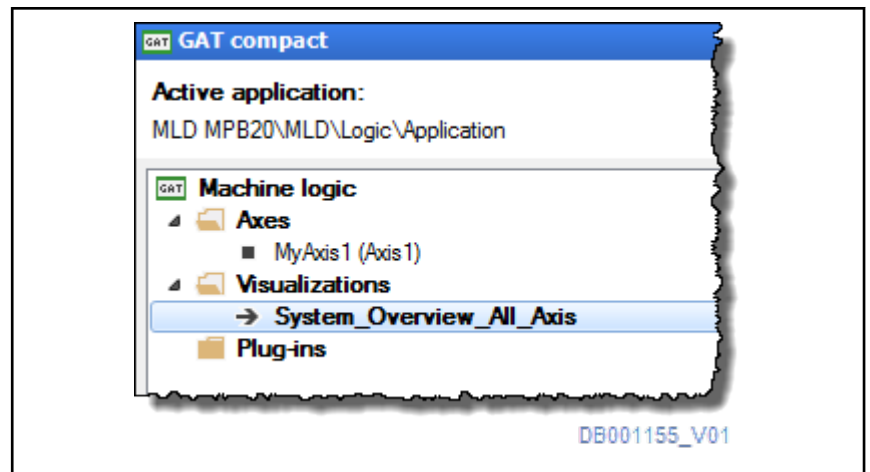 GAT GAT compact
Active application:
MLD MPB20\MLD\Logic\Application
GAT Machine logic
Axes
MyAxis1 (Axis1)
Visualizations
System_Overview_All_Axis
Plug-ins
DB001155_V01